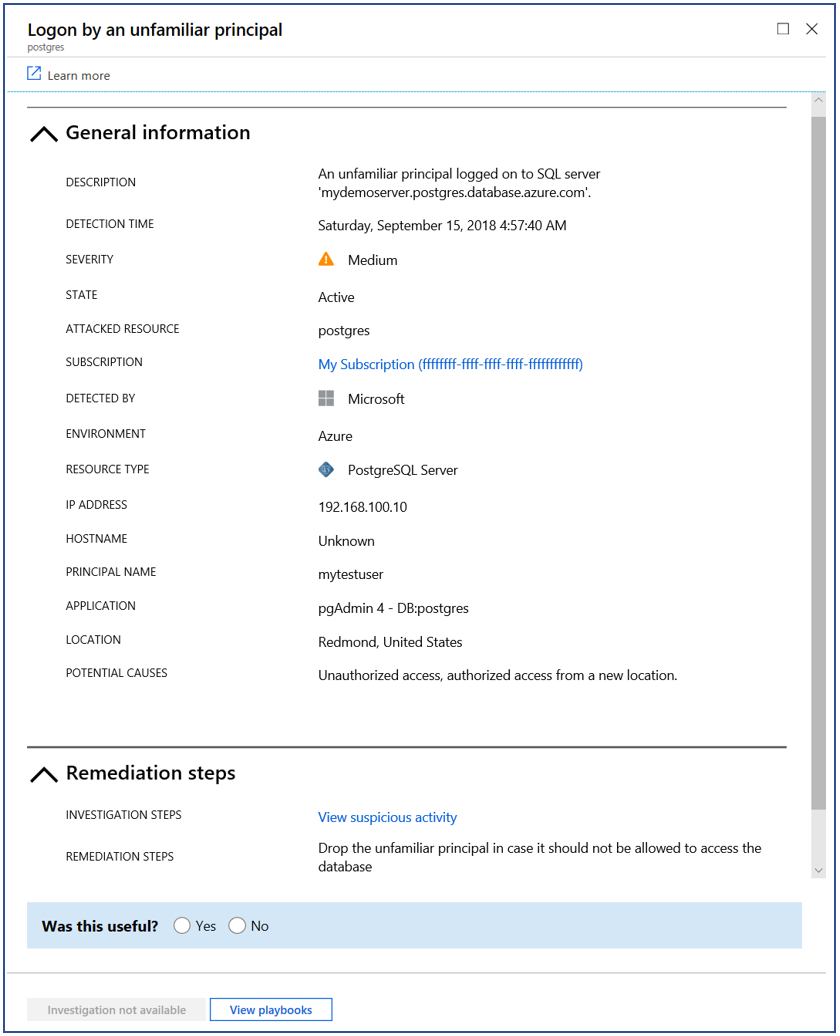 Logon by an unfamiliar principal
postgres
Learn more
General information
DESCRIPTION
An unfamiliar principal logged on to SQL server
'mydemoserver.postgres.database.azure.com'.
DETECTION TIME
Saturday, September 15, 2018 4:57:40 AM
SEVERITY
Medium
STATE
Active
ATTACKED RESOURCE
postgres
SUBSCRIPTION
My Subscription (ffffffff-ffff-ffff-ffff-ffffffffffff)
DETECTED BY
Microsoft
ENVIRONMENT
Azure
RESOURCE TYPE
PostgreSQL Server
IP ADDRESS
192.168.100.10
HOSTNAME
Unknown
PRINCIPAL NAME
mytestuser
APPLICATION
pgAdmin 4 - DB:postgres
LOCATION
Redmond, United States
POTENTIAL CAUSES
Unauthorized access, authorized access from a new location.
Remediation steps
INVESTIGATION STEPS
View suspicious activity
REMEDIATION STEPS
Drop the unfamiliar principal in case it should not be allowed to access the
database
Was this useful? Yes No
Investigation not available
View playbooks